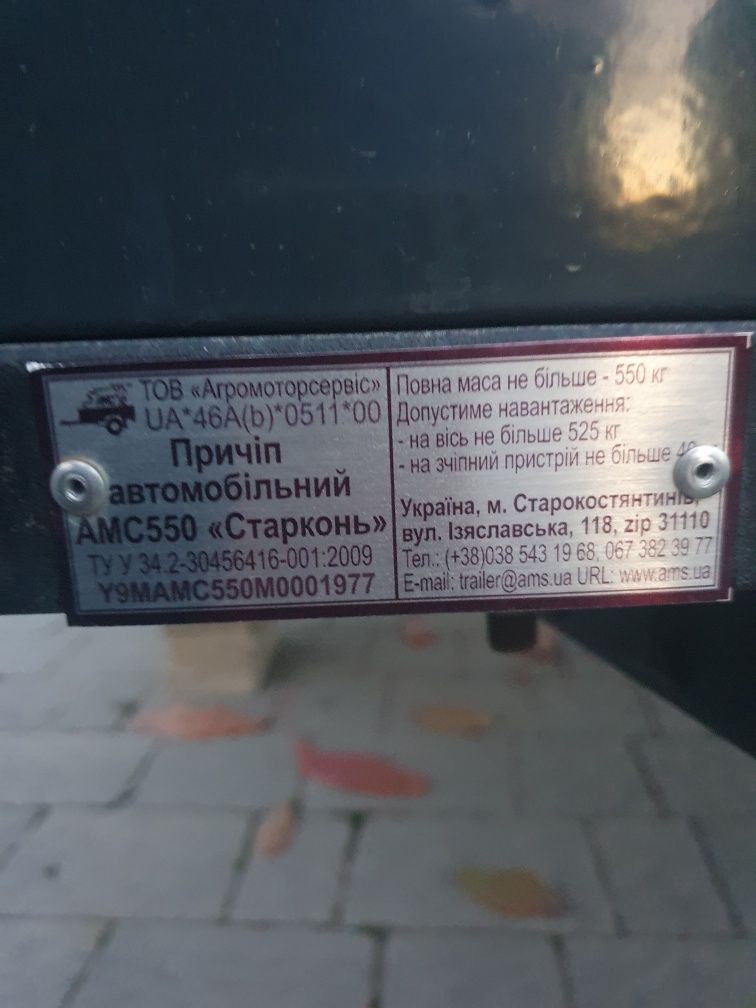 ТОВ «Агромоторсервіс»
UA*46A(b)*0511*00
Причіп
автомобільний
АМС550 «Старконь»
ТУ У 34.2-30456416-001:2009
Y9MAMC550M0001977
Повна маса не більше - 550 кг
Допустиме навантаження:
- на вісь не більше 525 кг
- на зчіпний пристрій не більше
Україна, м. Старокостянтинів,
вул. Ізяславська, 118, zip 31110
Тел.: (+38)038 543 19 68, 067 382 39 77
E-mail: trailer@ams.ua URL: www.ams.ua